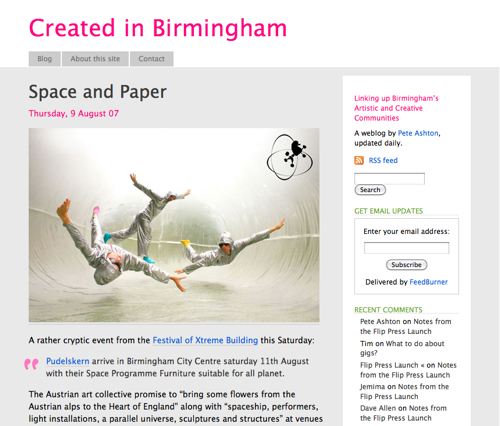 Created in Birmingham
Blog
About this site
Contact
Space and Paper
Thursday, 9 August 07
A rather cryptic event from the Festival of Xtreme Building this Saturday:
Pudelskern arrive in Birmingham City Centre saturday 11th August
with their Space Programme Furniture suitable for all planet.
The Austrian art collective promise to “bring some flowers from the
Austrian alps to the Heart of England” along with “spaceship, performers,
light installations, a parallel universe, sculptures and structures” at venues
Linking up Birmingham's
Artistic and Creative
Communities
A weblog by Pete Ashton,
updated daily.
RSS feed
Search
GET EMAIL UPDATES
Enter your email address:
Subscribe
Delivered by FeedBurner
RECENT COMMENTS
Pete Ashton on Notes from
the Flip Press Launch
Tim on What to do about
gigs?
Flip Press Launch « on Notes
from the Flip Press Launch
Jemima on Notes from the
Flip Press Launch
Dave Allen on Notes from
the Flip Press Launch